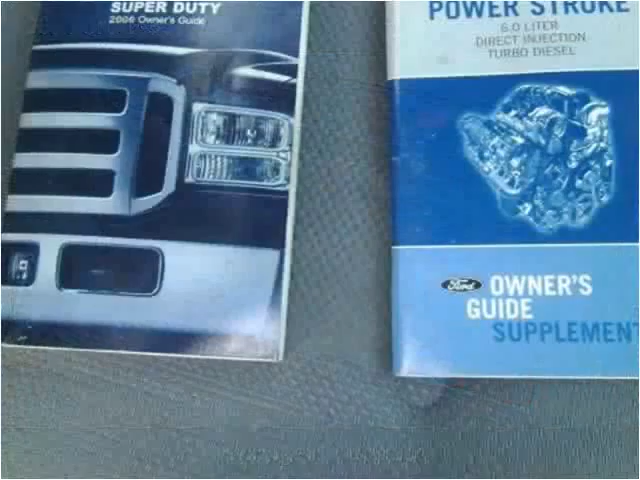 SUPER DUTY
2006 Owner's Guide
POWER STROKE
6.0 LITER
DIRECT INJECTION
TURBO DIESEL
Ford OWNER'S
GUIDE
SUPPLEMENT